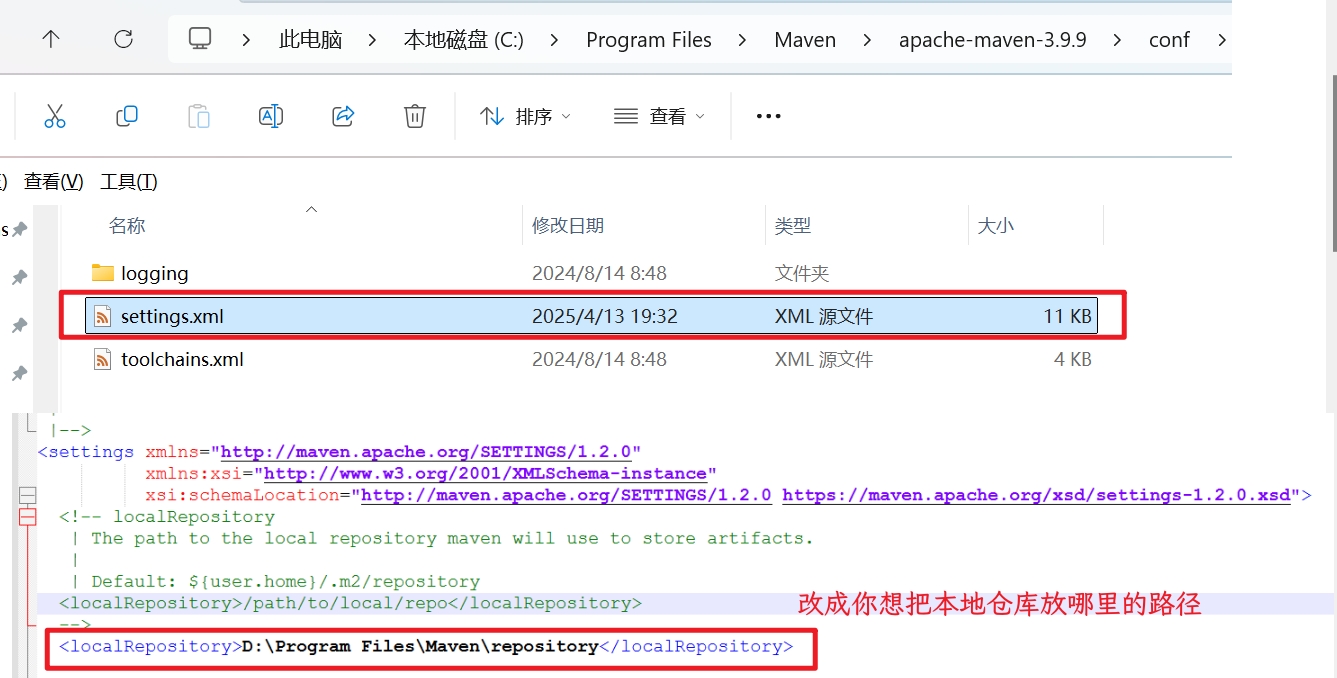 此电脑 > 本地磁盘 (C:) > Program Files > Maven > apache-maven-3.9.9 > conf >
排序 查看 •••
) 查看(V) 工具(T)
名称 修改日期 类型 大小
s
logging 2024/8/14 8:48 文件夹
settings.xml 2025/4/13 19:32 XML 源文件 11 KB
toolchains.xml 2024/8/14 8:48 XML 源文件 4 KB
|-->
<settings xmlns="http://maven.apache.org/SETTINGS/1.2.0"
xmlns:xsi="http://www.w3.org/2001/XMLSchema-instance"
xsi:schemaLocation="http://maven.apache.org/SETTINGS/1.2.0 https://maven.apache.org/xsd/settings-1.2.0.xsd">
<!-- localRepository
| The path to the local repository maven will use to store artifacts.
|
| Default: ${user.home}/.m2/repository
<localRepository>/path/to/local/repo</localRepository> 改成你想把本地仓库放哪里的路径
-->
<localRepository>D:\Program Files\Maven\repository</localRepository>